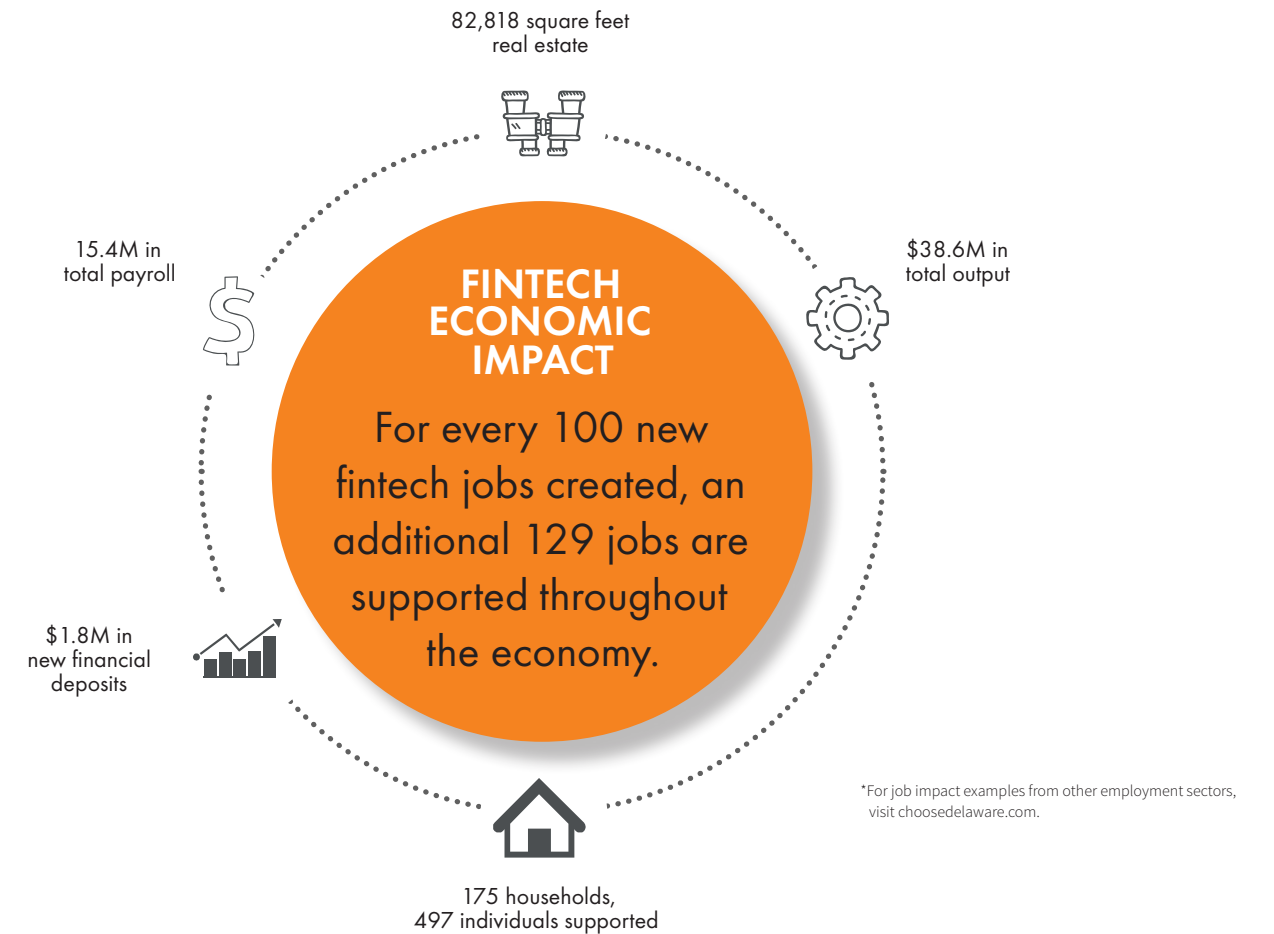 82,818 square feet
real estate
15.4M in
total payroll
$38.6M in
total output
FINTECH
ECONOMIC
IMPACT
For every 100 new
fintech jobs created, an
additional 129 jobs are
supported throughout
the economy.
$1.8M in
new financial
deposits
*For job impact examples from other employment sectors,
visit choosedelaware.com.
175 households,
497 individuals supported